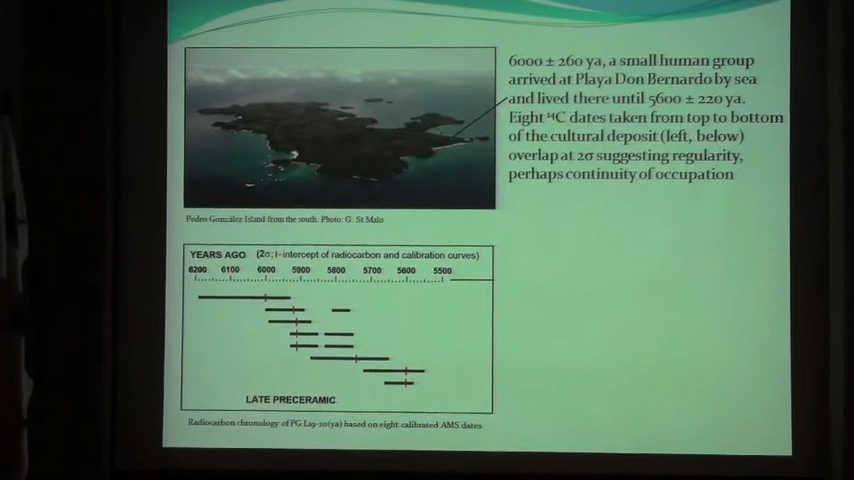 6000 ± 260 ya, a small human group
arrived at Playa Don Bernardo by sea
and lived there until 5600 ± 220 ya.
Eight ¹⁴C dates taken from top to bottom
of the cultural deposit (left, below)
overlap at 2σ suggesting regularity,
perhaps continuity of occupation
Pedro González Island from the south. Photo: G. St.Malo
YEARS AGO (2σ; ı- intercept of radiocarbon and calibration curves)
6200 6100 6000 5900 5800 5700 5600 5500
LATE PRECERAMIC
Radiocarbon chronology of PG L19-20(ya) based on eight calibrated AMS dates